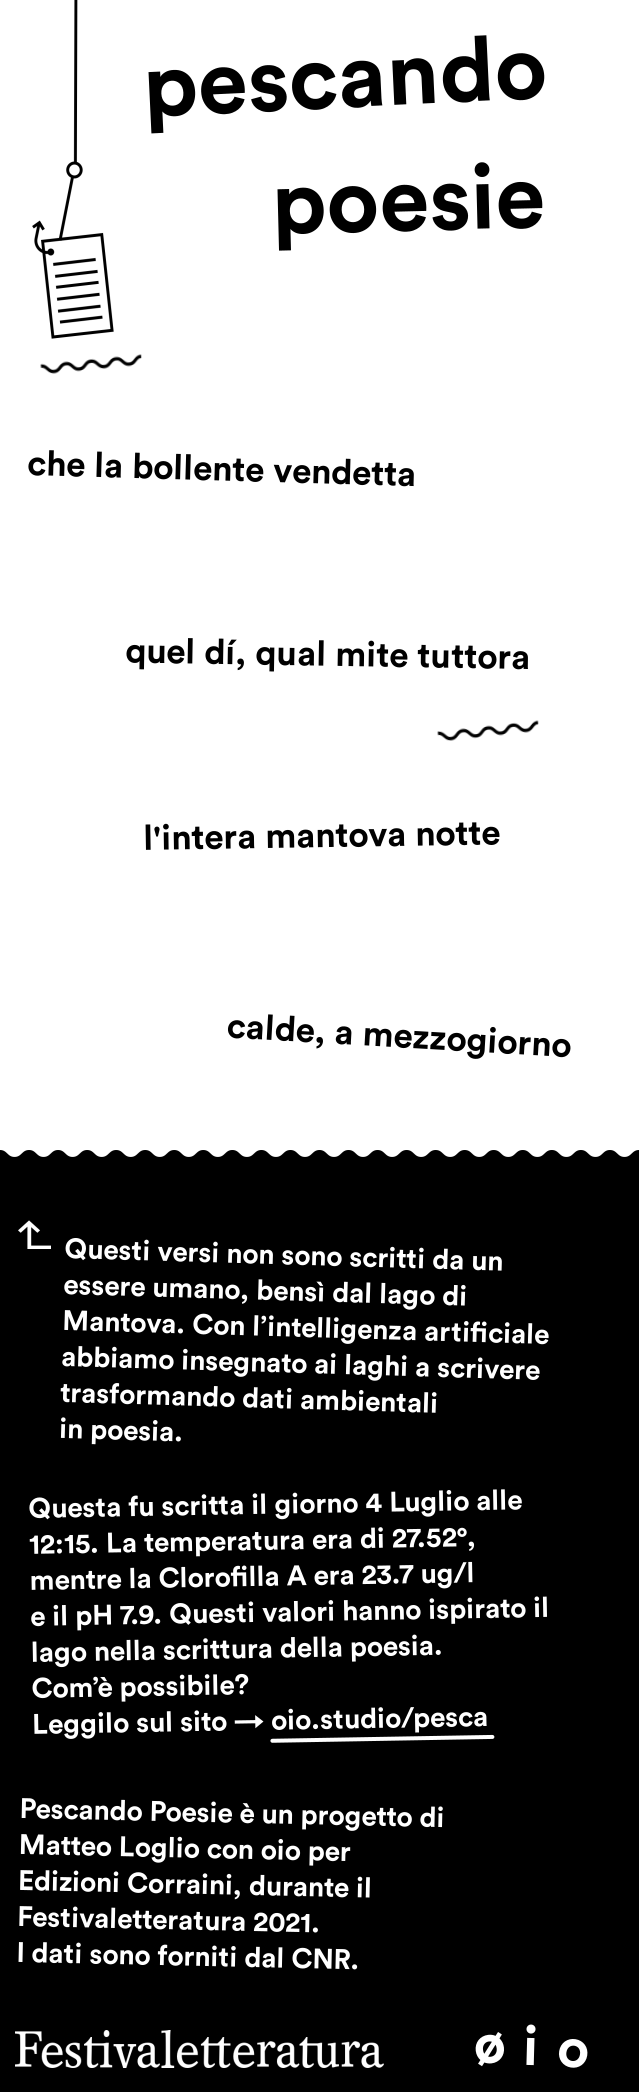 pescando
poesie
che la bollente vendetta
quel dí, qual mite tuttora
l'intera mantova notte
calde, a mezzogiorno
Questi versi non sono scritti da un
essere umano, bensì dal lago di
Mantova. Con l’intelligenza artificiale
abbiamo insegnato ai laghi a scrivere
trasformando dati ambientali
in poesia.
Questa fu scritta il giorno 4 Luglio alle
12:15. La temperatura era di 27.52º,
mentre la Clorofilla A era 23.7 ug/l
e il pH 7.9. Questi valori hanno ispirato il
lago nella scrittura della poesia.
Com’è possibile?
Leggilo sul sito → oio.studio/pesca
Pescando Poesie è un progetto di
Matteo Loglio con oio per
Edizioni Corraini, durante il
Festivaletteratura 2021.
I dati sono forniti dal CNR.
Festivaletteratura øio